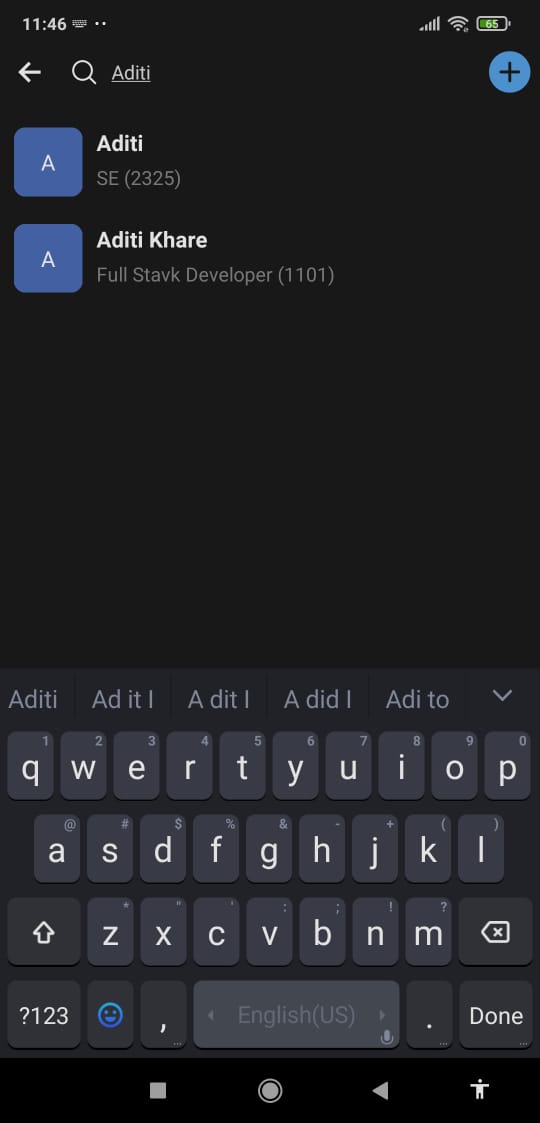 11:46
65
Aditi
A
Aditi
SE (2325)
A
Aditi Khare
Full Stavk Developer (1101)
Aditi Ad it I A dit I A did I Adi to
1 2 3 4 5 6 7 8 9 0
q w e r t y u i o p
@ # $ % & - + ( )
a s d f g h j k l
* " ' : ; ! ?
z x c v b n m
?123 , English(US) . Done